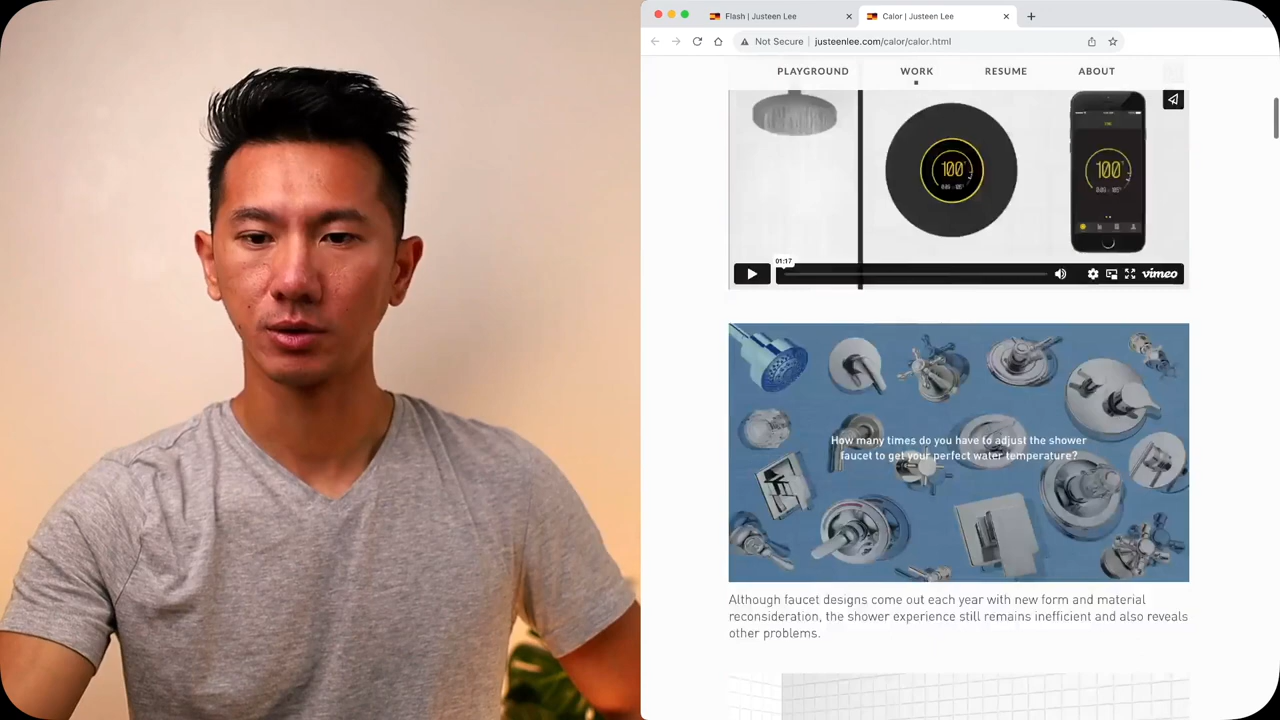 Flash | Justeen Lee
Calor | Justeen Lee
Not Secure
justeenlee.com/calor/calor.html
PLAYGROUND
WORK
RESUME
ABOUT
100°
100°
01:17
vimeo
How many times do you have to adjust the shower
faucet to get your perfect water temperature?
Although faucet designs come out each year with new form and material
reconsideration, the shower experience still remains inefficient and also reveals
other problems.